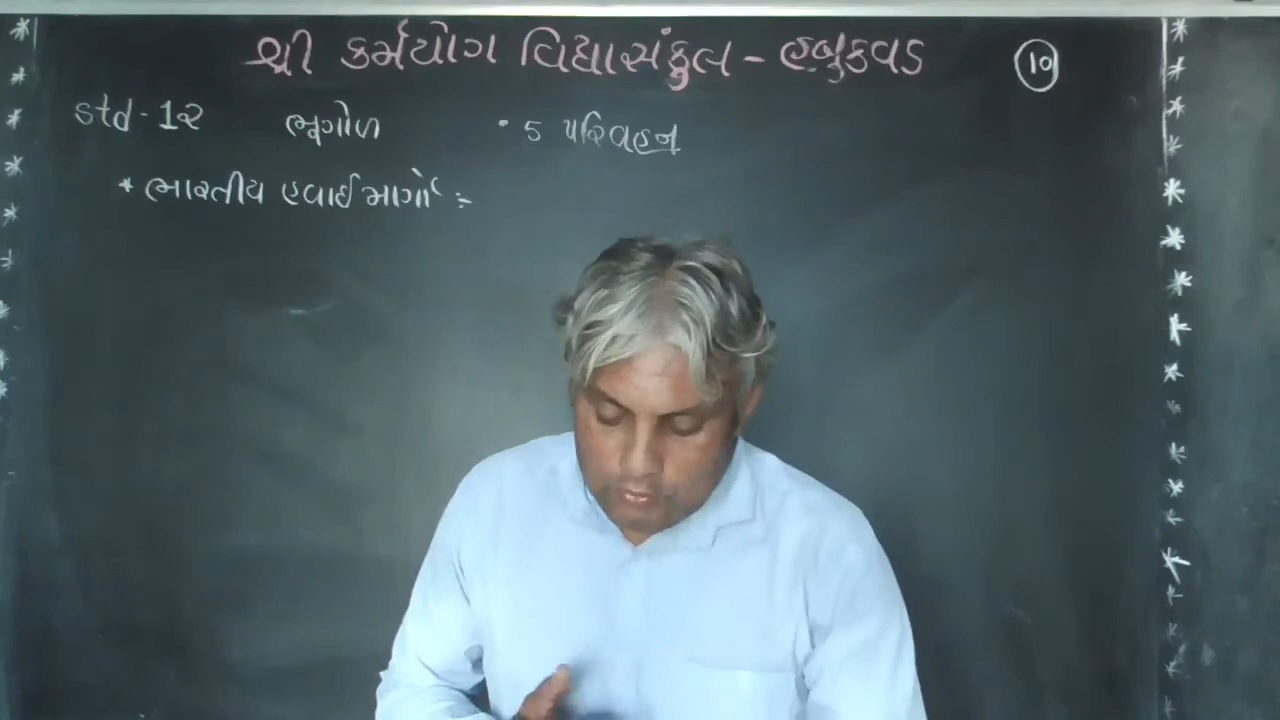 શ્રી કર્મયોગ વિદ્યાસંકુલ - હબુકવડ 10
std - 12 ભૂગોળ • 5 પરિવહન
* ભારતીય હવાઈ માર્ગો :-